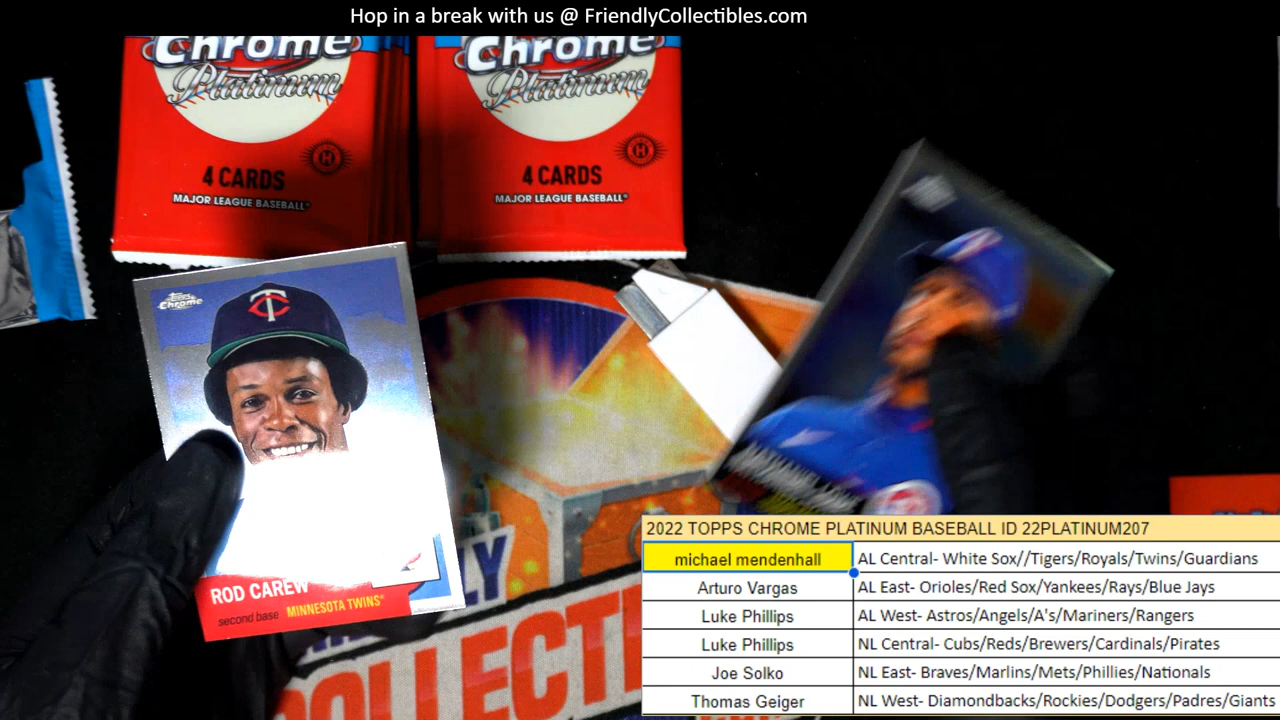 Hop in a break with us @ FriendlyCollectibles.com
Chrome
Platinum
4 CARDS
MAJOR LEAGUE BASEBALL
Chrome
Platinum
4 CARDS
MAJOR LEAGUE BASEBALL
Topps
Chrome
TC
ROD CAREW
second base MINNESOTA TWINS
COLLECTI
2022 TOPPS CHROME PLATINUM BASEBALL ID 22PLATINUM207
michael mendenhall AL Central- White Sox//Tigers/Royals/Twins/Guardians
Arturo Vargas AL East- Orioles/Red Sox/Yankees/Rays/Blue Jays
Luke Phillips AL West- Astros/Angels/A's/Mariners/Rangers
Luke Phillips NL Central- Cubs/Reds/Brewers/Cardinals/Pirates
Joe Solko NL East- Braves/Marlins/Mets/Phillies/Nationals
Thomas Geiger NL West- Diamondbacks/Rockies/Dodgers/Padres/Giants